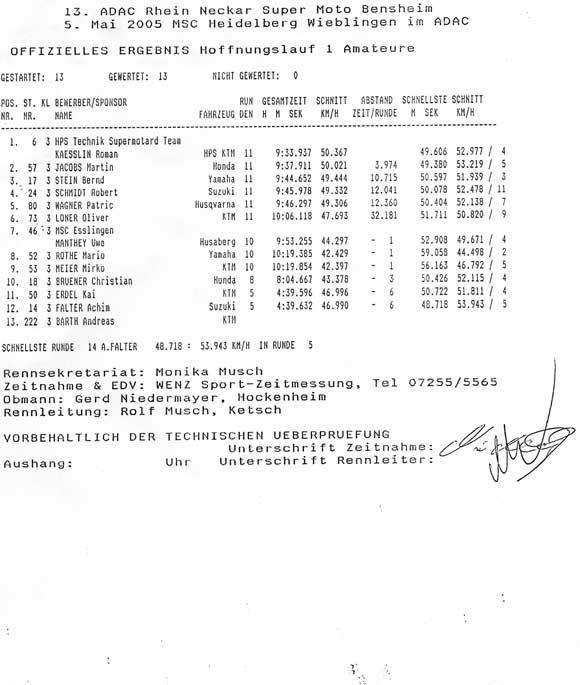 13. ADAC Rhein Neckar Super Moto Bensheim
5. Mai 2005 MSC Heidelberg Wieblingen im ADAC
OFFIZIELLES ERGEBNIS Hoffnungslauf 1 Amateure
GESTARTET: 13 GEWERTET: 13 NICHT GEWERTET: 0
POS. ST. KL BEWERBER/SPONSOR RUN GESAMTZEIT SCHNITT ABSTAND SCHNELLSTE SCHNITT
NR. NR. NAME FAHRZEUG DEN H M SEK KM/H ZEIT/RUNDE M SEK KM/H
1. 6 3 HPS Technik Supermotard Team
KAESSLIN Roman HPS KTM 11 9:33.937 50.367 49.606 52.977 / 4
2. 57 3 JACOBS Martin Honda 11 9:37.911 50.021 3.974 49.380 53.219 / 5
3. 17 3 STEIN Bernd Yamaha 11 9:44.652 49.444 10.715 50.597 51.939 / 3
4. 24 3 SCHMIDT Robert Suzuki 11 9:45.978 49.332 12.041 50.078 52.478 / 11
5. 80 3 WAGNER Patric Husqvarna 11 9:46.297 49.306 12.360 50.404 52.138 / 7
6. 73 3 LONER Oliver KTM 11 10:06.118 47.693 32.181 51.711 50.820 / 9
7. 46 3 MSC Esslingen
MANTHEY Uwe Husaberg 10 9:53.255 44.297 - 1 52.908 49.671 / 4
8. 52 3 ROTHE Mario Yamaha 10 10:19.385 42.429 - 1 59.058 44.498 / 2
9. 53 3 MEIER Mirko KTM 10 10:19.854 42.397 - 1 56.163 46.792 / 5
10. 18 3 BRUENER Christian Honda 8 8:04.667 43.378 - 3 50.426 52.115 / 4
11. 50 3 ERDEL Kai KTM 5 4:39.596 46.996 - 6 50.722 51.811 / 4
12. 14 3 FALTER Achim Suzuki 5 4:39.632 46.990 - 6 48.718 53.943 / 5
13. 222 3 BARTH Andreas KTM
SCHNELLSTE RUNDE 14 A.FALTER 48.718 : 53.943 KM/H IN RUNDE 5
Rennsekretariat: Monika Musch
Zeitnahme & EDV: WENZ Sport-Zeitmessung, Tel 07255/5565
Obmann: Gerd Niedermayer, Hockenheim
Rennleitung: Rolf Musch, Ketsch
VORBEHALTLICH DER TECHNISCHEN UEBERPRUEFUNG
Unterschrift Zeitnahme:
Aushang: Uhr Unterschrift Rennleiter: